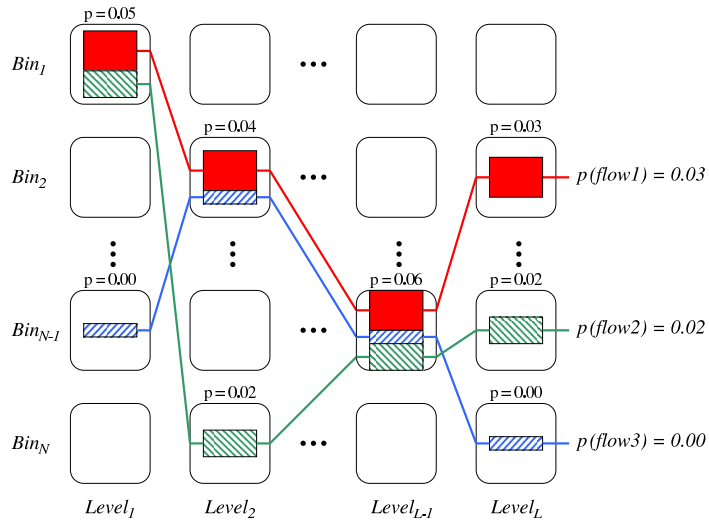 p = 0.05
Bin1
p = 0.04
p = 0.03
Bin2
p(flow1) = 0.03
p = 0.00
p = 0.06
p = 0.02
BinN-1
p(flow2) = 0.02
p = 0.02
p = 0.00
BinN
p(flow3) = 0.00
Level1
Level2
LevelL-1
LevelL